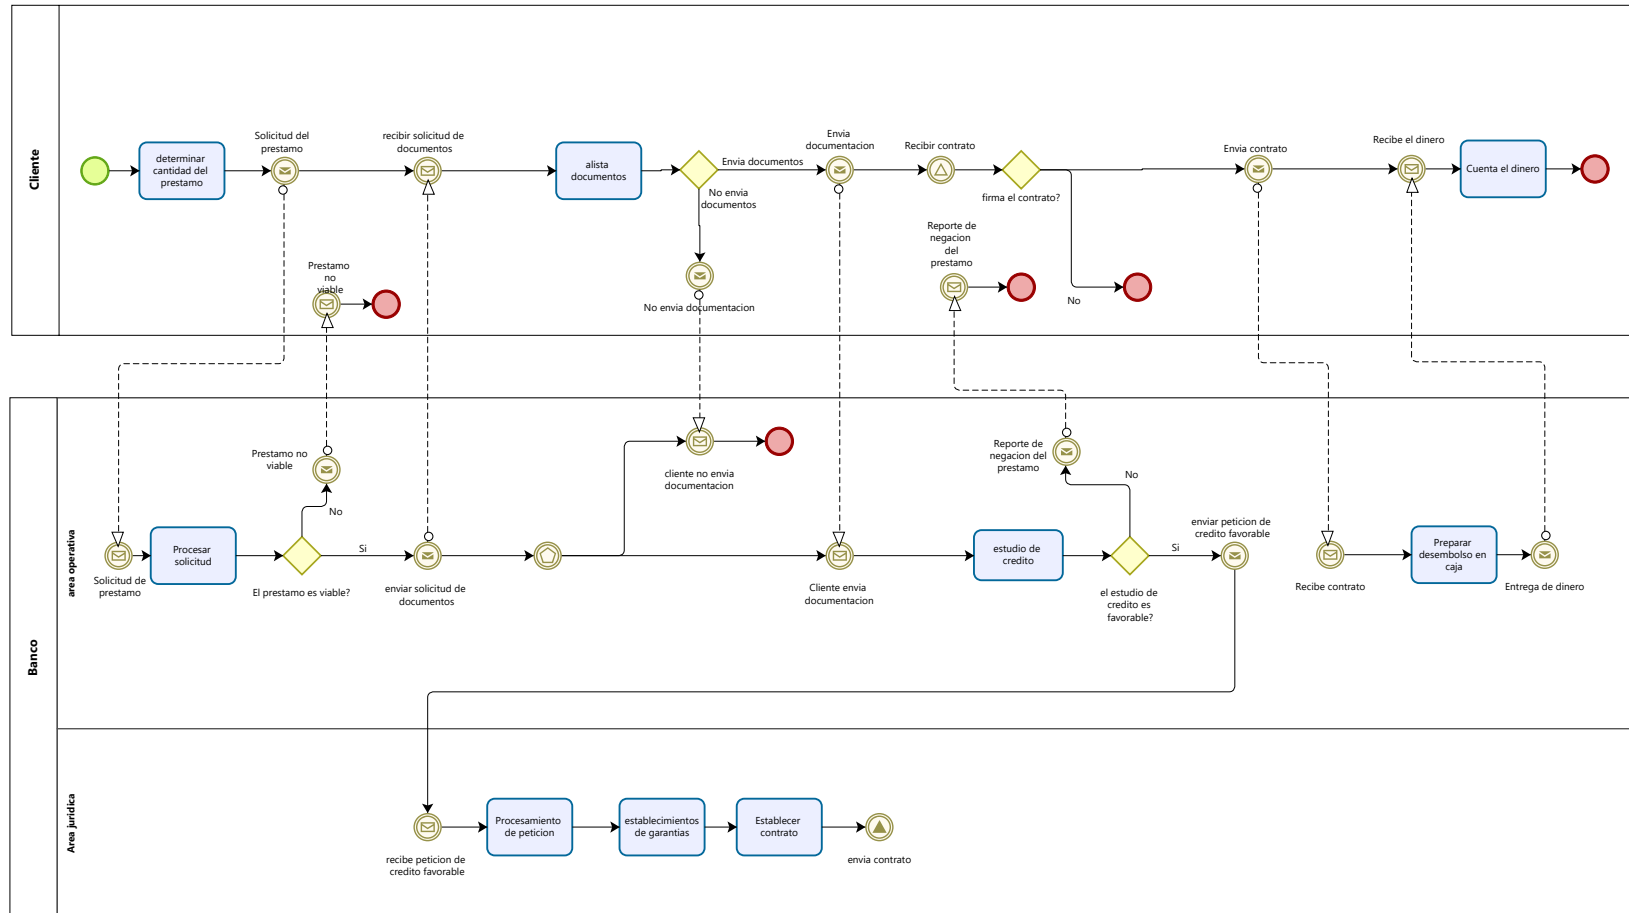 Cliente
determinar
cantidad del
prestamo
Solicitud del
prestamo
recibir solicitud de
documentos
alista
documentos
Envia documentos
No envia
documentos
Envia
documentacion
Recibir contrato
firma el contrato?
No
Envia contrato
Recibe el dinero
Cuenta el dinero
Prestamo
no
viable
No envia documentacion
Reporte de
negacion
del
prestamo
Banco
area operativa
Solicitud de
prestamo
Procesar
solicitud
El prestamo es viable?
No
Prestamo no
viable
Si
enviar solicitud de
documentos
cliente no envia
documentacion
Cliente envia
documentacion
estudio de
credito
el estudio de
credito es
favorable?
No
Reporte de
negacion del
prestamo
Si
enviar peticion de
credito favorable
Recibe contrato
Preparar
desembolso en
caja
Entrega de dinero
Area juridica
recibe peticion de
credito favorable
Procesamiento
de peticion
establecimientos
de garantias
Establecer
contrato
envia contrato